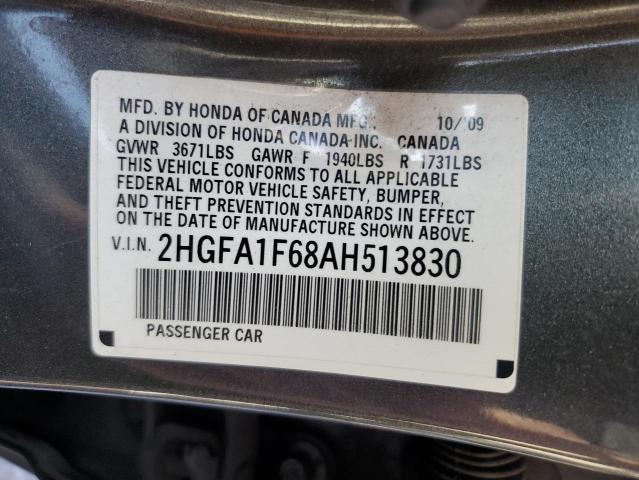 MFD. BY HONDA OF CANADA MFG., 10/09
A DIVISION OF HONDA CANADA INC. CANADA
GVWR 3671LBS GAWR F 1940LBS R 1731LBS
THIS VEHICLE CONFORMS TO ALL APPLICABLE
FEDERAL MOTOR VEHICLE SAFETY, BUMPER,
AND THEFT PREVENTION STANDARDS IN EFFECT
ON THE DATE OF MANUFACTURE SHOWN ABOVE.
V.I.N. 2HGFA1F68AH513830
PASSENGER CAR